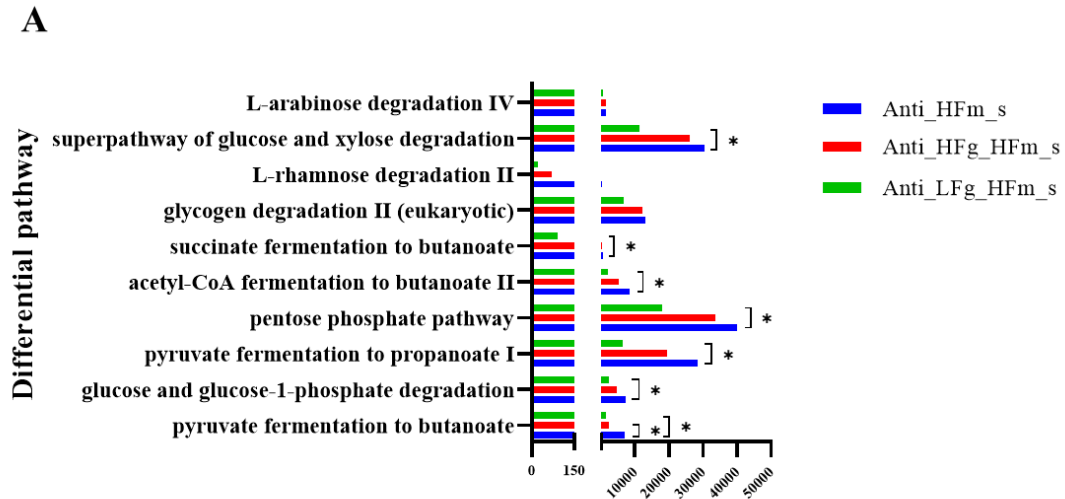 A
Differential pathway
L-arabinose degradation IV
superpathway of glucose and xylose degradation
*
L-rhamnose degradation II
glycogen degradation II (eukaryotic)
succinate fermentation to butanoate
*
acetyl-CoA fermentation to butanoate II
*
pentose phosphate pathway
*
pyruvate fermentation to propanoate I
*
glucose and glucose-1-phosphate degradation
*
pyruvate fermentation to butanoate
* *
0 150 10000 20000 30000 40000 50000
Anti_HFm_s
Anti_HFg_HFm_s
Anti_LFg_HFm_s